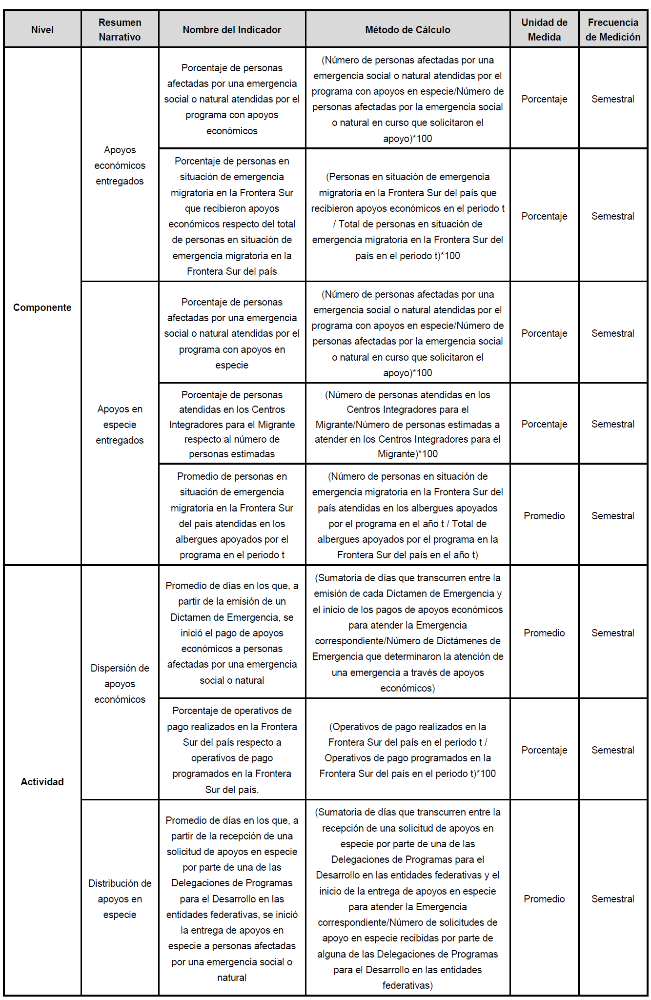 Nivel
Resumen
Narrativo
Nombre del Indicador
Método de Cálculo
Unidad de
Medida
Frecuencia
de Medición
Componente
Apoyos
económicos
entregados
Porcentaje de personas
afectadas por una emergencia
social o natural atendidas por el
programa con apoyos
económicos
(Número de personas afectadas por una
emergencia social o natural atendidas por el
programa con apoyos en especie/Número de
personas afectadas por la emergencia social
o natural en curso que solicitaron el
apoyo)*100
Porcentaje
Semestral
Porcentaje de personas en
situación de emergencia
migratoria en la Frontera Sur
que recibieron apoyos
económicos respecto del total
de personas en situación de
emergencia migratoria en la
Frontera Sur del país
(Personas en situación de emergencia
migratoria en la Frontera Sur del país que
recibieron apoyos económicos en el periodo t
/ Total de personas en situación de
emergencia migratoria en la Frontera Sur del
país en el periodo t)*100
Porcentaje
Semestral
Apoyos en
especie
entregados
Porcentaje de personas
afectadas por una emergencia
social o natural atendidas por el
programa con apoyos en
especie
(Número de personas afectadas por una
emergencia social o natural atendidas por el
programa con apoyos en especie/Número de
personas afectadas por la emergencia social
o natural en curso que solicitaron el
apoyo)*100
Porcentaje
Semestral
Porcentaje de personas
atendidas en los Centros
Integradores para el Migrante
respecto al número de
personas estimadas
(Número de personas atendidas en los
Centros Integradores para el
Migrante/Número de personas estimadas a
atender en los Centros Integradores para el
Migrante)*100
Porcentaje
Semestral
Promedio de personas en
situación de emergencia
migratoria en la Frontera Sur
del país atendidas en los
albergues apoyados por el
programa en el periodo t
(Número de personas en situación de
emergencia migratoria en la Frontera Sur del
país atendidas en los albergues apoyados
por el programa en el año t / Total de
albergues apoyados por el programa en la
Frontera Sur del país en el año t)
Promedio
Semestral
Actividad
Dispersión de
apoyos
económicos
Promedio de días en los que, a
partir de la emisión de un
Dictamen de Emergencia, se
inició el pago de apoyos
económicos a personas
afectadas por una emergencia
social o natural
(Sumatoria de días que transcurren entre la
emisión de cada Dictamen de Emergencia y
el inicio de los pagos de apoyos económicos
para atender la Emergencia
correspondiente/Número de Dictámenes de
Emergencia que determinaron la atención de
una emergencia a través de apoyos
económicos)
Promedio
Semestral
Porcentaje de operativos de
pago realizados en la Frontera
Sur del país respecto a
operativos de pago
programados en la Frontera
Sur del país.
(Operativos de pago realizados en la
Frontera Sur del país en el periodo t /
Operativos de pago programados en la
Frontera Sur del país en el periodo t)*100
Porcentaje
Semestral
Distribución de
apoyos en
especie
Promedio de días en los que, a
partir de la recepción de una
solicitud de apoyos en especie
por parte de una de las
Delegaciones de Programas
para el Desarrollo en las
entidades federativas, se inició
la entrega de apoyos en
especie a personas afectadas
por una emergencia social o
natural
(Sumatoria de días que transcurren entre la
recepción de una solicitud de apoyos en
especie por parte de una de las
Delegaciones de Programas para el
Desarrollo en las entidades federativas y el
inicio de la entrega de apoyos en especie
para atender la Emergencia
correspondiente/Número de solicitudes de
apoyo en especie recibidas por parte de
alguna de las Delegaciones de Programas
para el Desarrollo en las entidades
federativas)
Promedio
Semestral